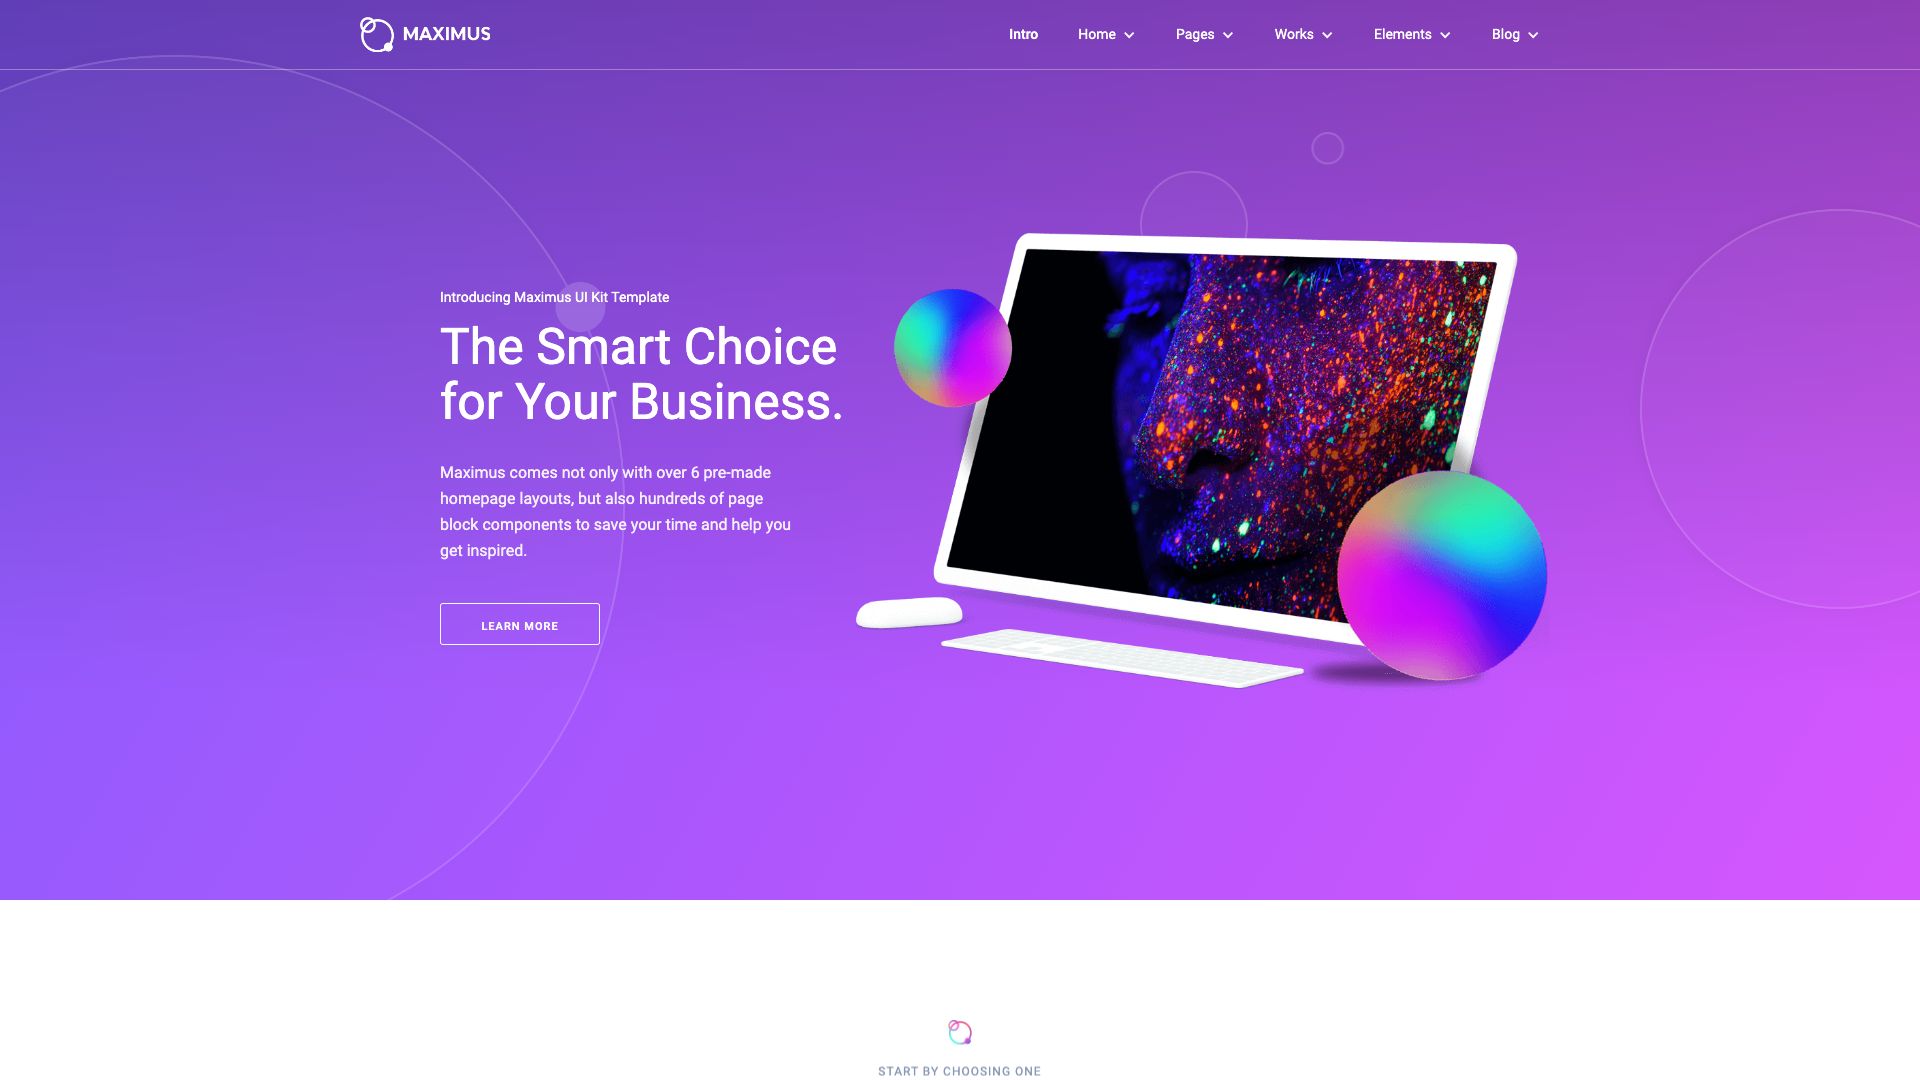 MAXIMUS
Intro
Home
Pages
Works
Elements
Blog
Introducing Maximus UI Kit Template
The Smart Choice
for Your Business.
Maximus comes not only with over 6 pre-made
homepage layouts, but also hundreds of page
block components to save your time and help you
get inspired.
LEARN MORE
START BY CHOOSING ONE